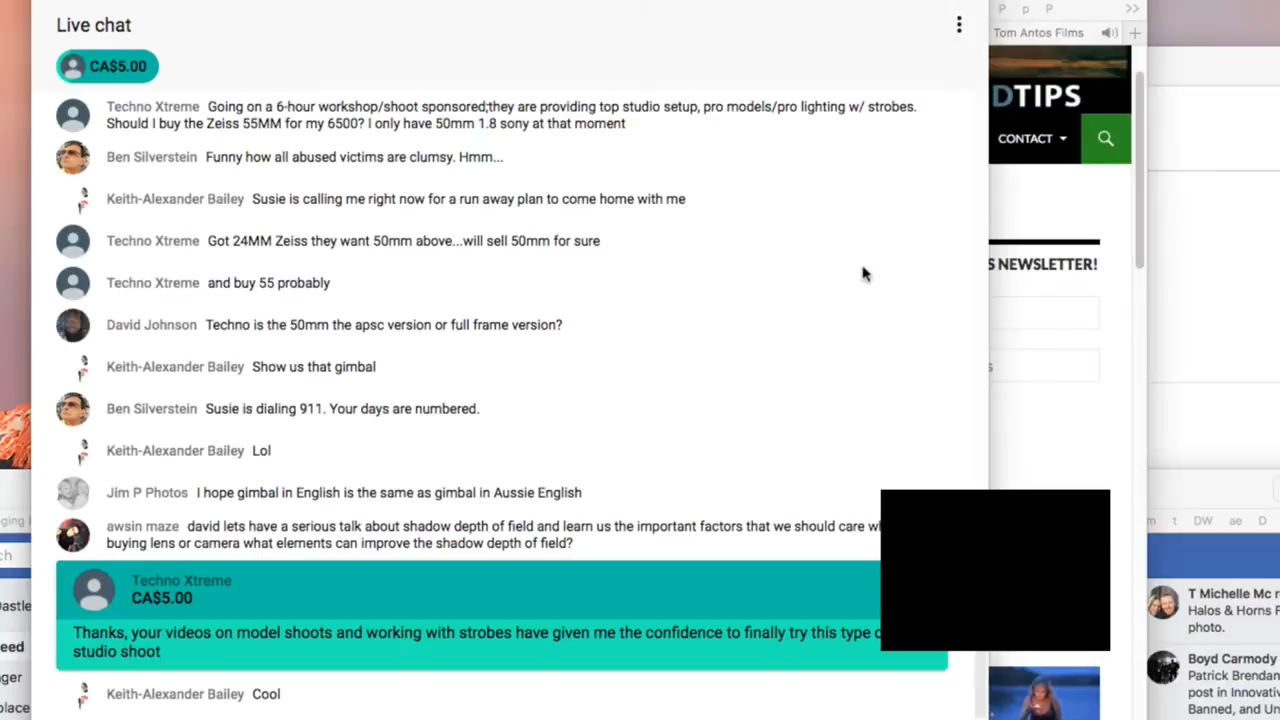 Live chat
CA$5.00
Techno Xtreme Going on a 6-hour workshop/shoot sponsored;they are providing top studio setup, pro models/pro lighting w/ strobes.
Should I buy the Zeiss 55MM for my 6500? I only have 50mm 1.8 sony at that moment
Ben Silverstein Funny how all abused victims are clumsy. Hmm...
Keith-Alexander Bailey Susie is calling me right now for a run away plan to come home with me
Techno Xtreme Got 24MM Zeiss they want 50mm above...will sell 50mm for sure
Techno Xtreme and buy 55 probably
David Johnson Techno is the 50mm the apsc version or full frame version?
Keith-Alexander Bailey Show us that gimbal
Ben Silverstein Susie is dialing 911. Your days are numbered.
Keith-Alexander Bailey Lol
Jim P Photos I hope gimbal in English is the same as gimbal in Aussie English
awsin maze david lets have a serious talk about shadow depth of field and learn us the important factors that we should care
buying lens or camera what elements can improve the shadow depth of field?
Techno Xtreme
CA$5.00
Thanks, your videos on model shoots and working with strobes have given me the confidence to finally try this type
studio shoot
Keith-Alexander Bailey Cool
P p P >>
Tom Antos Films
DTIPS
CONTACT
NEWSLETTER!
t DW ae D
T Michelle Mc
Halos & Horns
photo.
Boyd Carmody
Patrick Brendan
post in Innovati
Banned, and Un